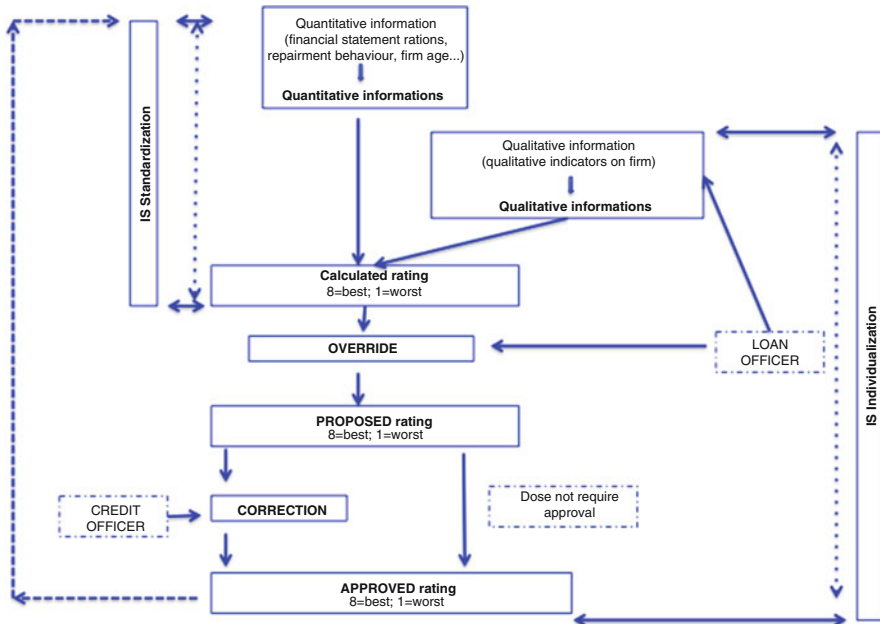 Quantitative information
(financial statement rations,
repairment behaviour, firm age...)
Quantitative informations
IS Standardization
Qualitative information
(qualitative indicators on firm)
Qualitative informations
Calculated rating
8=best; 1=worst
OVERRIDE
LOAN
OFFICER
IS Individualization
PROPOSED rating
8=best; 1=worst
CREDIT
OFFICER
CORRECTION
Dose not require
approval
APPROVED rating
8=best; 1=worst